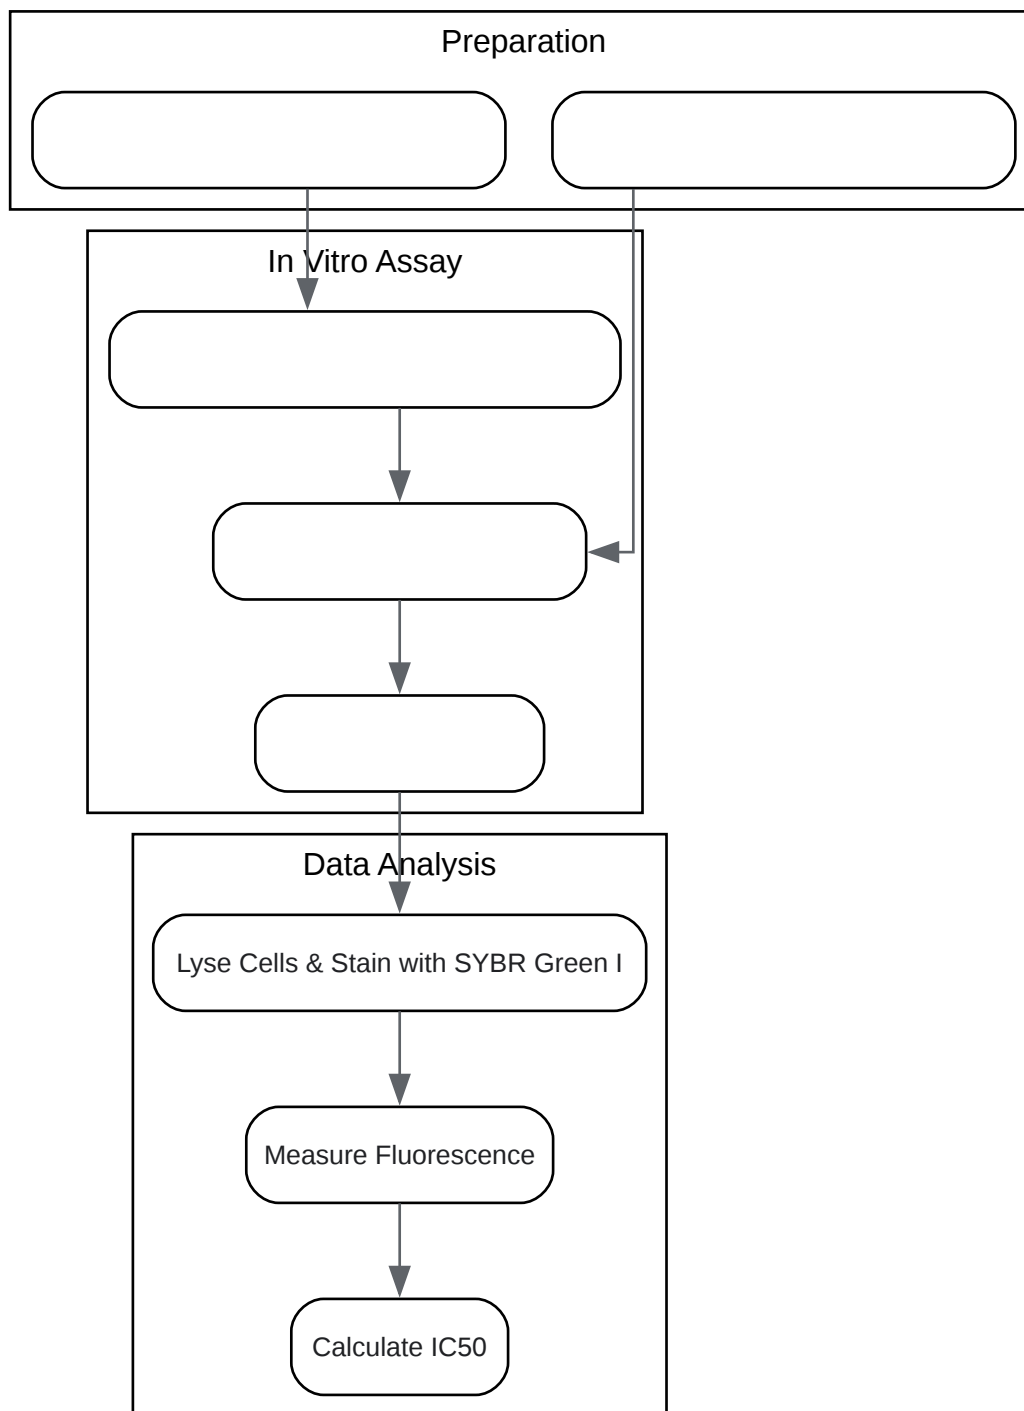 Preparation
In Vitro Assay
Data Analysis
Lyse Cells & Stain with SYBR Green I
Measure Fluorescence
Calculate IC50